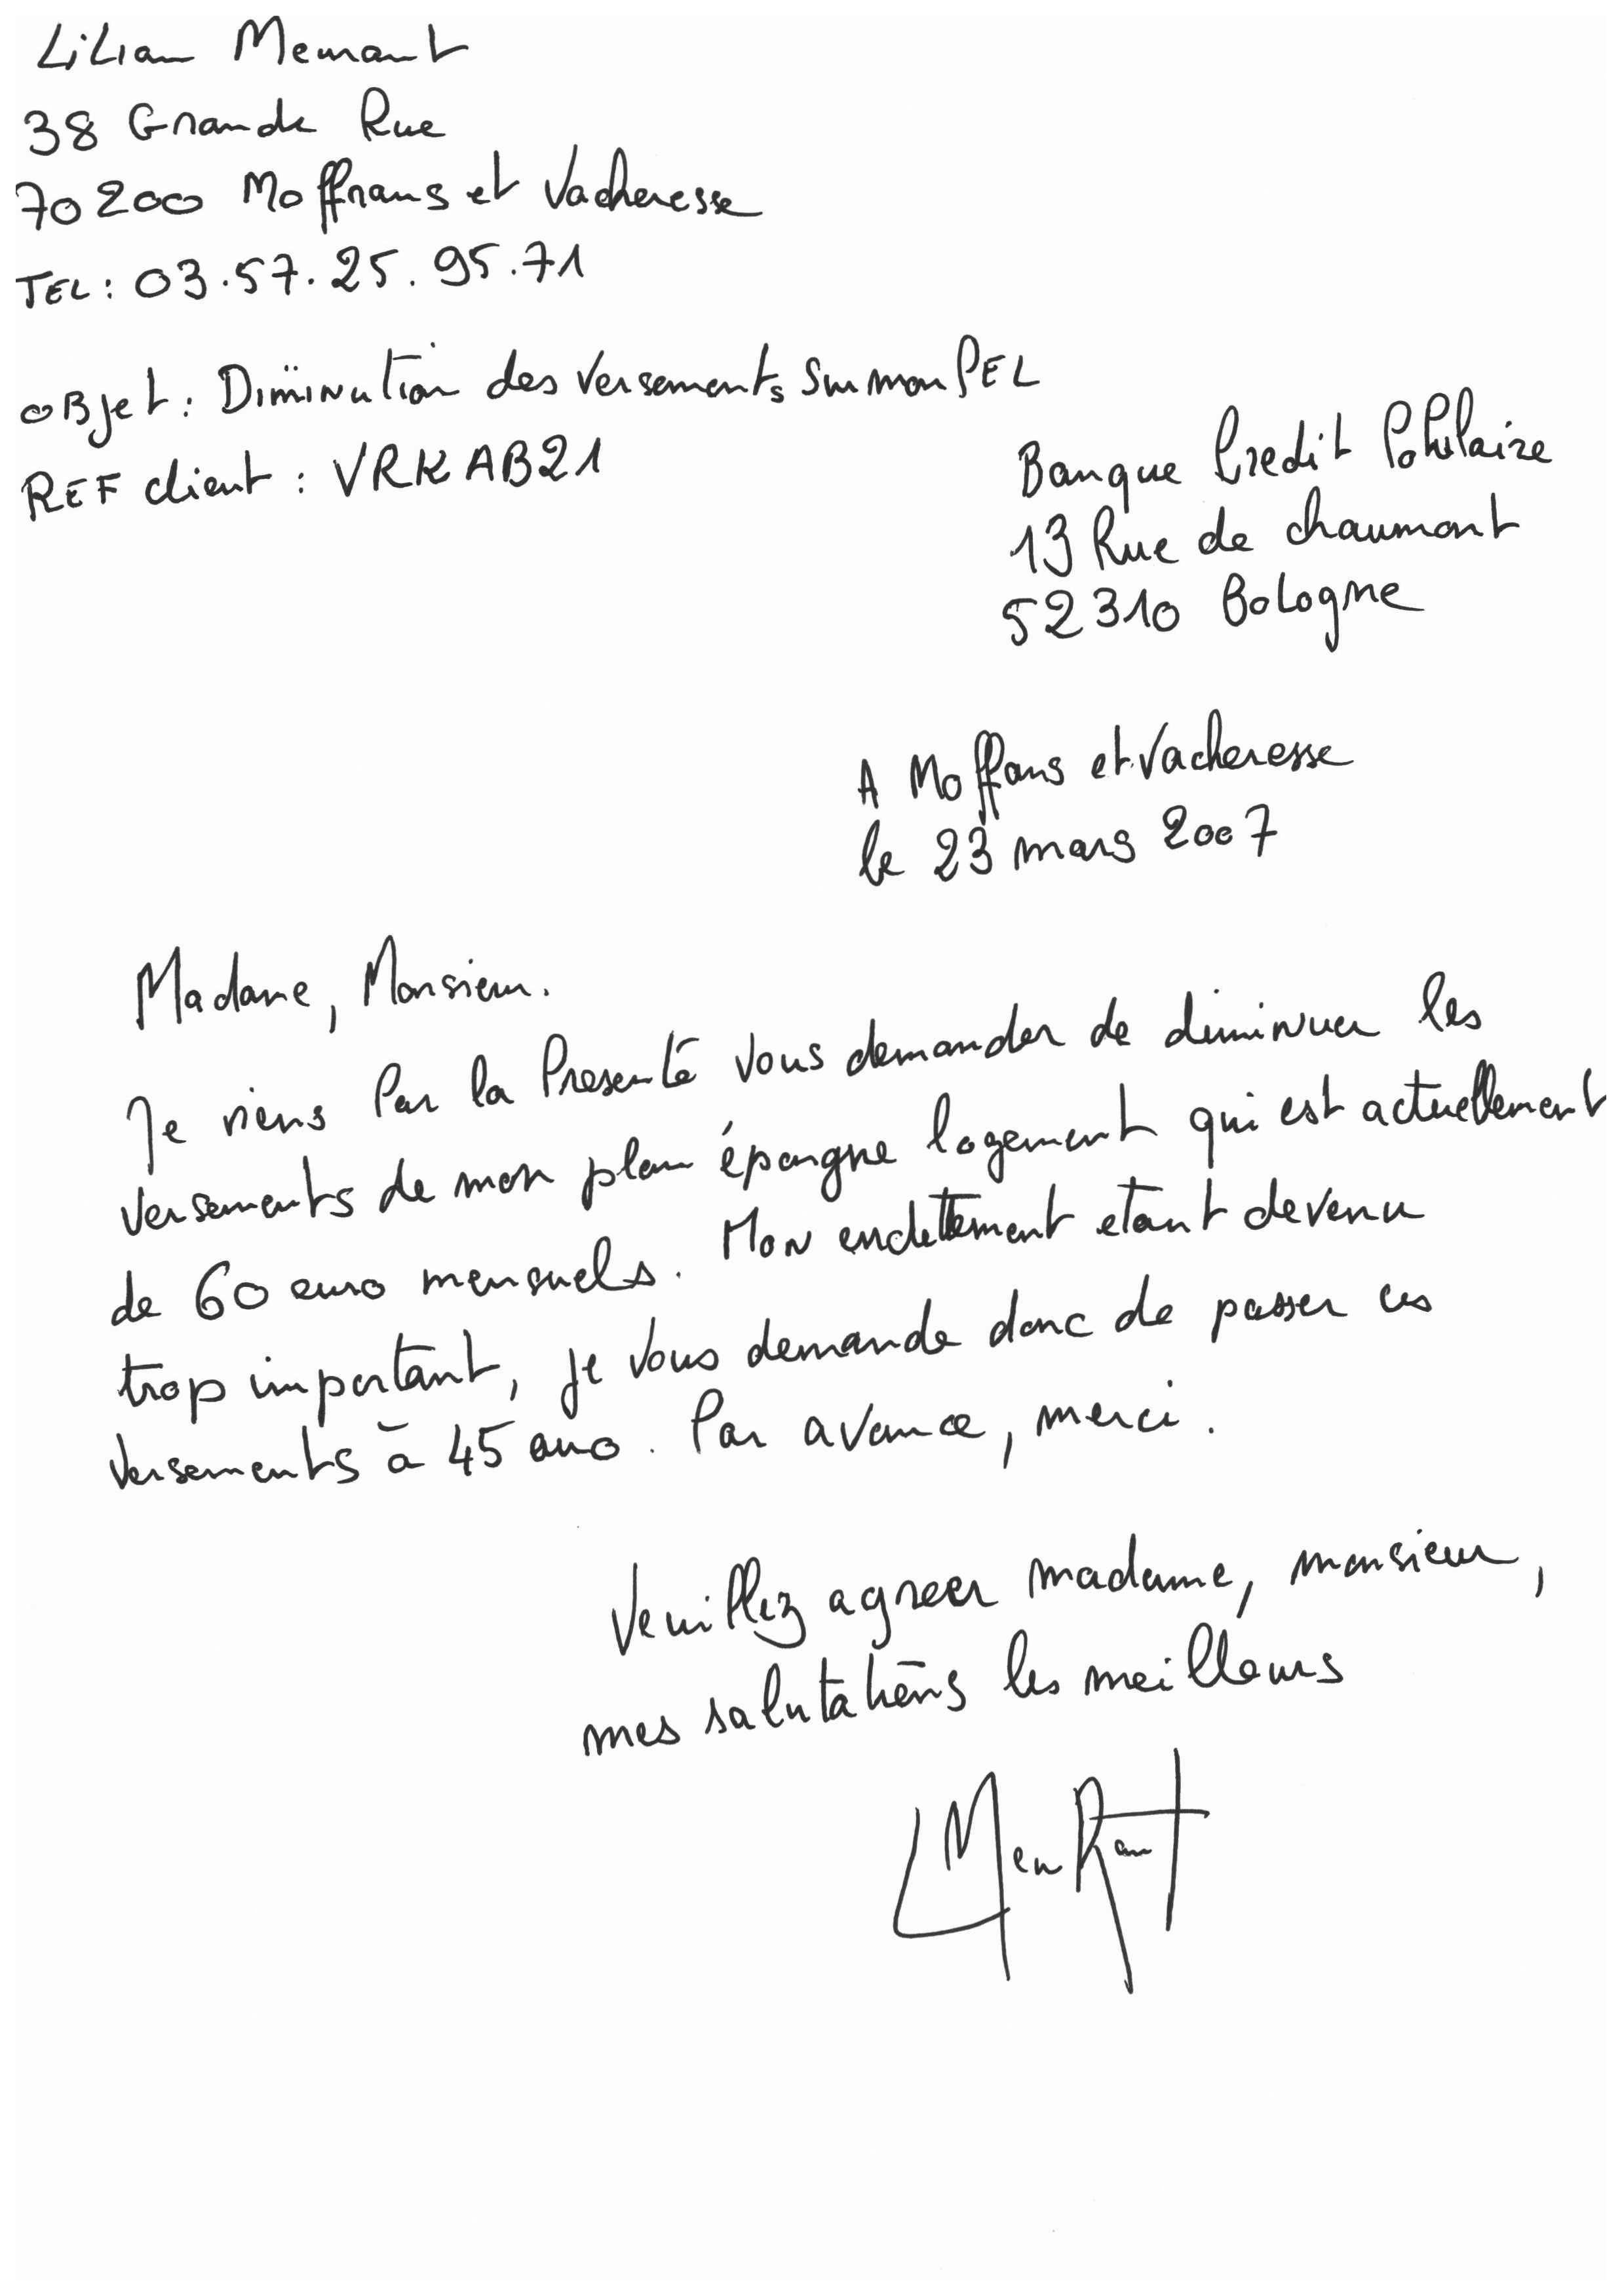 Lilian Menrant
38 Grande Rue
70200 Moffrans et Vacheresse
TEL : 03.57.25.95.71
OBjet : Diminution des versements sur mon PEL
REF client : VRKAB21
Banque Credit Populaire
13 Rue de chaumont
52310 Bologne
A Moffans et Vacheresse
le 23 mars 2007
Madame, Monsieur.
Je viens Par la Presenté vous demander de diminuer les
versements de mon plan épargne logement qui est actuellement
de 60 euro mensuels. Mon endettement etant devenu
trop important, je vous demande donc de passer ces
versements à 45 euro. Par avance, merci.
Veuillez agreer madame, monsieur,
mes salutations les meilleurs
LMenRant